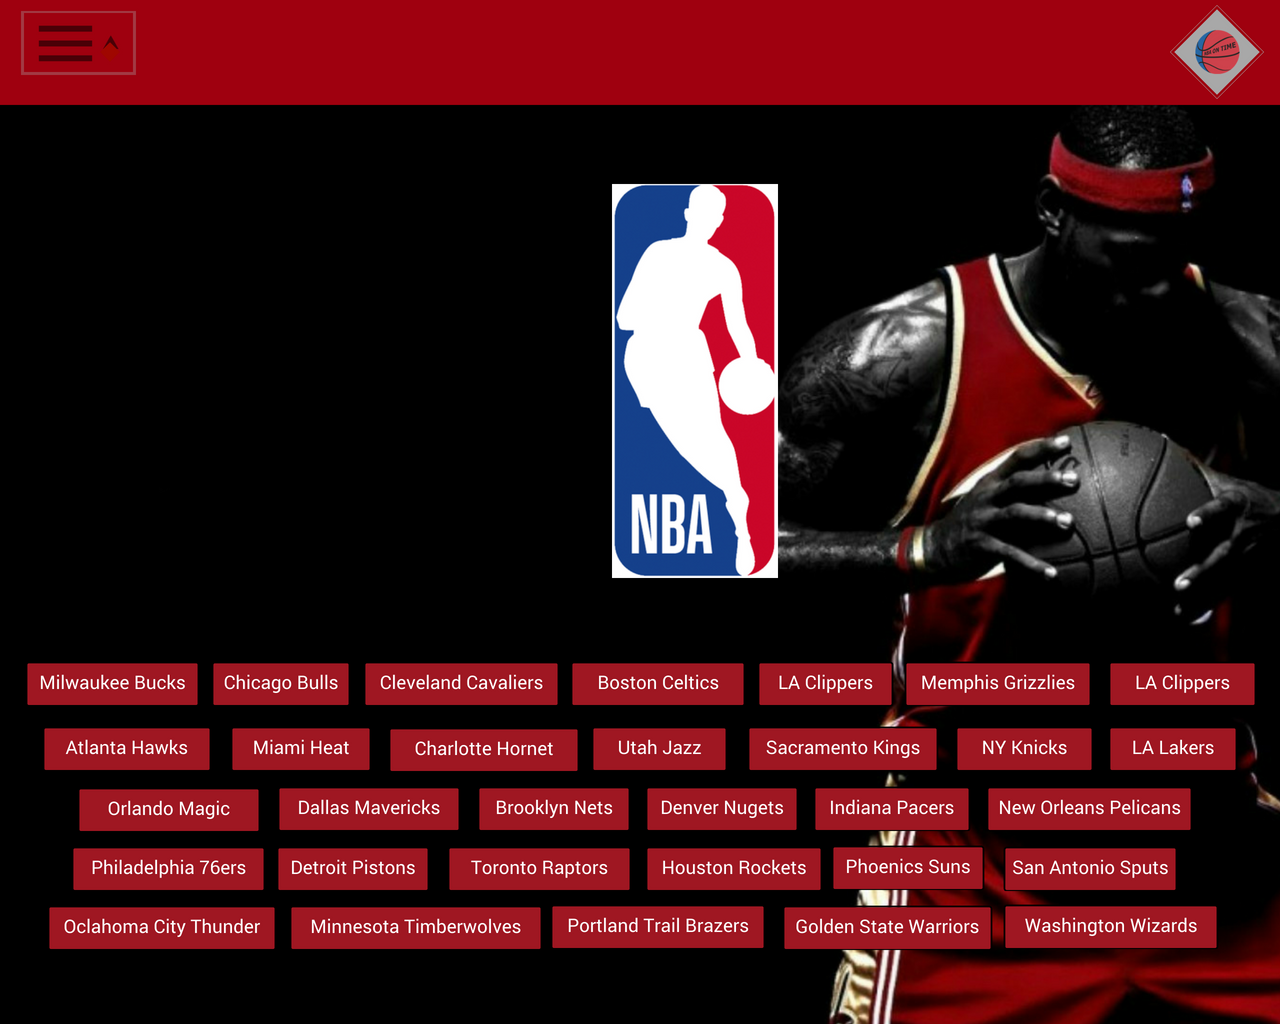 NBA ON TIME
NBA
Milwaukee Bucks Chicago Bulls Cleveland Cavaliers Boston Celtics LA Clippers Memphis Grizzlies LA Clippers
Atlanta Hawks Miami Heat Charlotte Hornet Utah Jazz Sacramento Kings NY Knicks LA Lakers
Orlando Magic Dallas Mavericks Brooklyn Nets Denver Nugets Indiana Pacers New Orleans Pelicans
Philadelphia 76ers Detroit Pistons Toronto Raptors Houston Rockets Phoenics Suns San Antonio Sputs
Oclahoma City Thunder Minnesota Timberwolves Portland Trail Brazers Golden State Warriors Washington Wizards